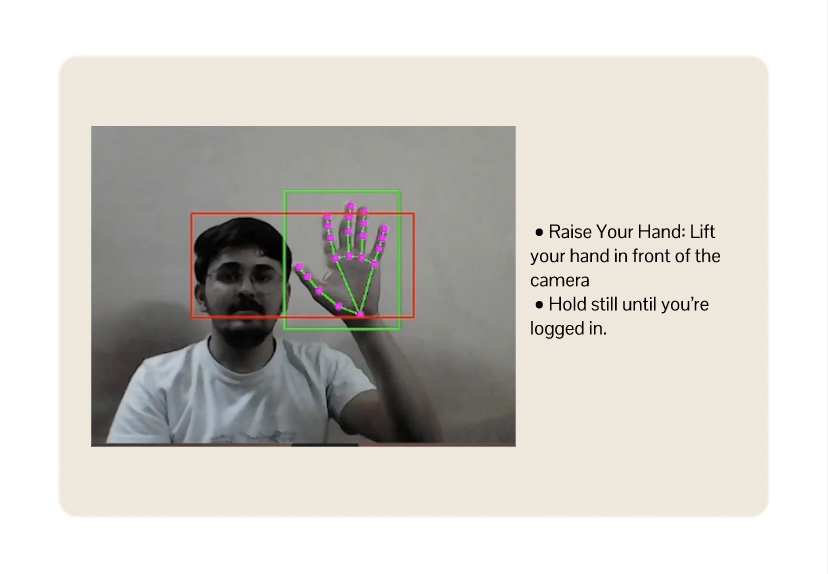 ● Raise Your Hand: Lift
your hand in front of the
camera
● Hold still until you're
logged in.